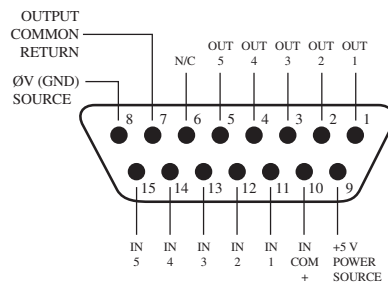 OUTPUT
COMMON
RETURN
ØV (GND)
SOURCE
N/C
OUT
5
OUT
4
OUT
3
OUT
2
OUT
1
8 7 6 5 4 3 2 1
15 14 13 12 11 10 9
IN
5
IN
4
IN
3
IN
2
IN
1
IN
COM
+
+5 V
POWER
SOURCE